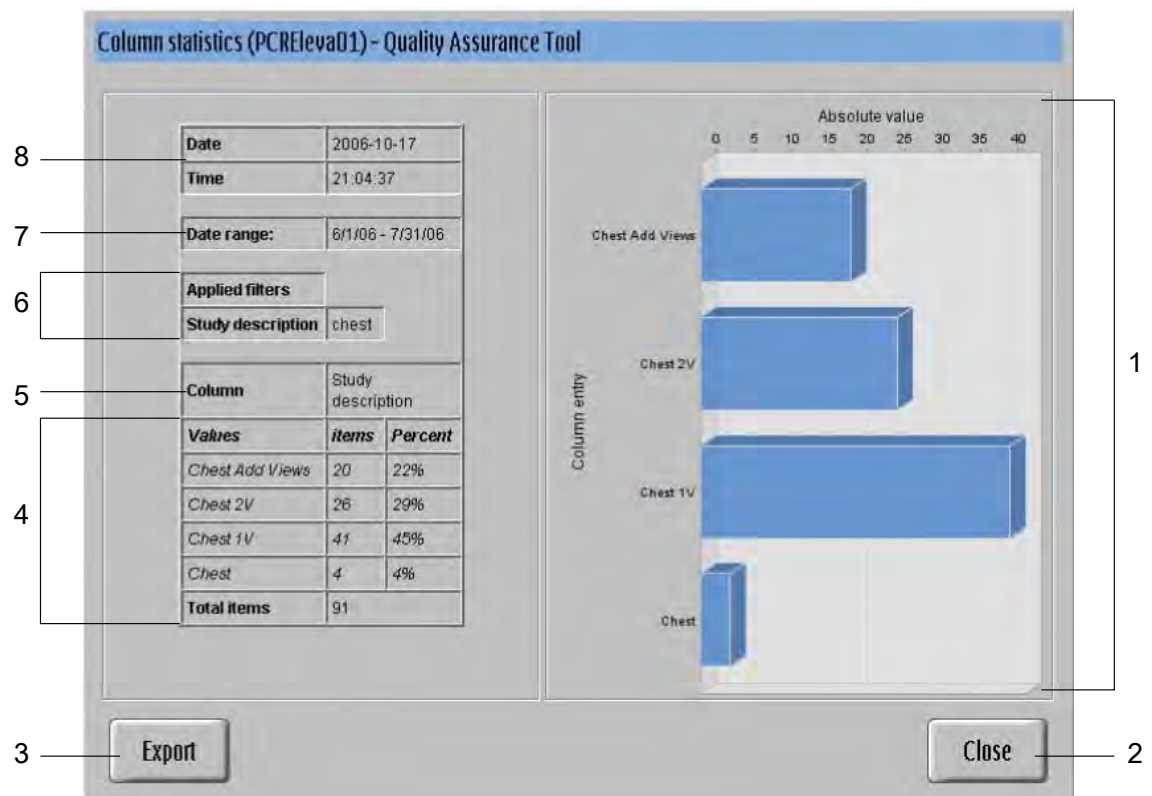 Column statistics (PCREleva01) - Quality Assurance Tool
8
Date 2006-10-17
Time 21:04:37
7
Date range: 6/1/06 - 7/31/06
6
Applied filters
Study description chest
5
Column Study
description
4
Values items Percent
Chest Add Views 20 22%
Chest 2V 26 29%
Chest 1V 41 45%
Chest 4 4%
Total items 91
Absolute value
0 5 10 15 20 25 30 35 40
Column entry
Chest Add Views
Chest 2V
Chest 1V
Chest
1
3
Export
Close
2